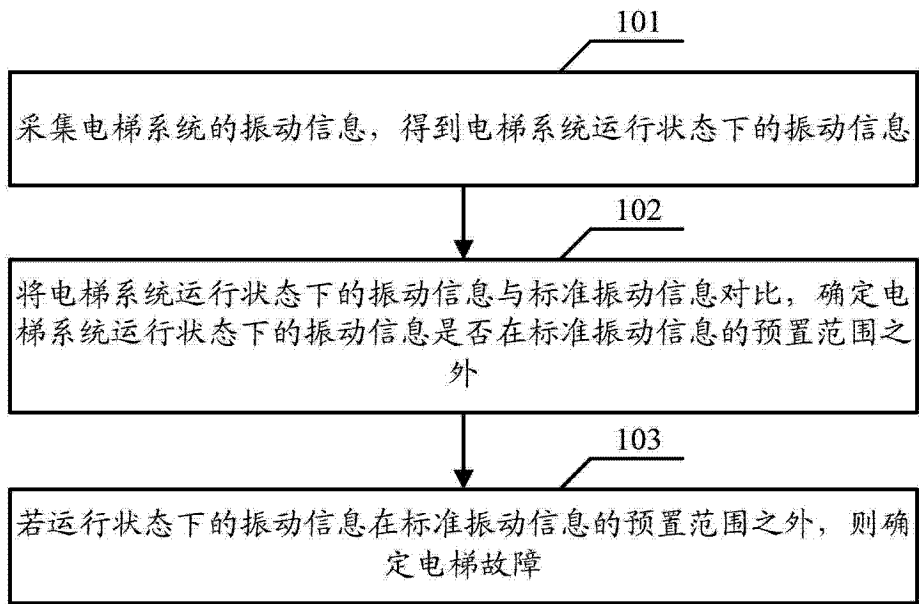 101
采集电梯系统的振动信息，得到电梯系统运行状态下的振动信息
102
将电梯系统运行状态下的振动信息与标准振动信息对比，确定电
梯系统运行状态下的振动信息是否在标准振动信息的预置范围之
外
103
若运行状态下的振动信息在标准振动信息的预置范围之外，则确
定电梯故障